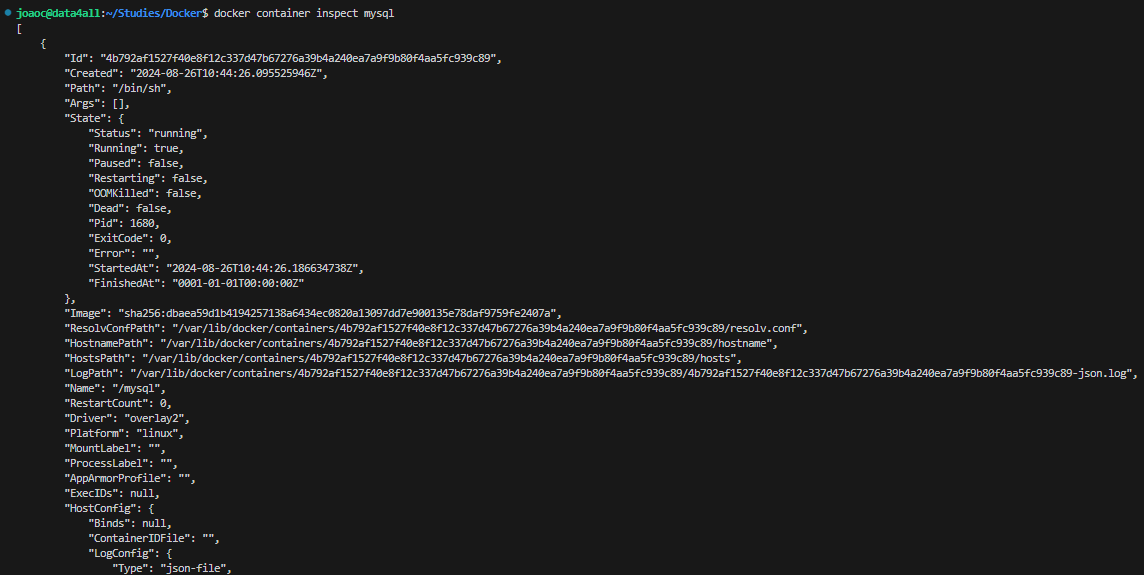 joaoc@data4all:~/Studies/Docker$ docker container inspect mysql
[
    {
        "Id": "4b792af1527f40e8f12c337d47b67276a39b4a240ea7a9f9b80f4aa5fc939c89",
        "Created": "2024-08-26T10:44:26.095525946Z",
        "Path": "/bin/sh",
        "Args": [],
        "State": {
            "Status": "running",
            "Running": true,
            "Paused": false,
            "Restarting": false,
            "OOMKilled": false,
            "Dead": false,
            "Pid": 1680,
            "ExitCode": 0,
            "Error": "",
            "StartedAt": "2024-08-26T10:44:26.186634738Z",
            "FinishedAt": "0001-01-01T00:00:00Z"
        },
        "Image": "sha256:dbaea59d1b4194257138a6434ec0820a13097dd7e900135e78daf9759fe2407a",
        "ResolvConfPath": "/var/lib/docker/containers/4b792af1527f40e8f12c337d47b67276a39b4a240ea7a9f9b80f4aa5fc939c89/resolv.conf",
        "HostnamePath": "/var/lib/docker/containers/4b792af1527f40e8f12c337d47b67276a39b4a240ea7a9f9b80f4aa5fc939c89/hostname",
        "HostsPath": "/var/lib/docker/containers/4b792af1527f40e8f12c337d47b67276a39b4a240ea7a9f9b80f4aa5fc939c89/hosts",
        "LogPath": "/var/lib/docker/containers/4b792af1527f40e8f12c337d47b67276a39b4a240ea7a9f9b80f4aa5fc939c89/4b792af1527f40e8f12c337d47b67276a39b4a240ea7a9f9b80f4aa5fc939c89-json.log",
        "Name": "/mysql",
        "RestartCount": 0,
        "Driver": "overlay2",
        "Platform": "linux",
        "MountLabel": "",
        "ProcessLabel": "",
        "AppArmorProfile": "",
        "ExecIDs": null,
        "HostConfig": {
            "Binds": null,
            "ContainerIDFile": "",
            "LogConfig": {
                "Type": "json-file",